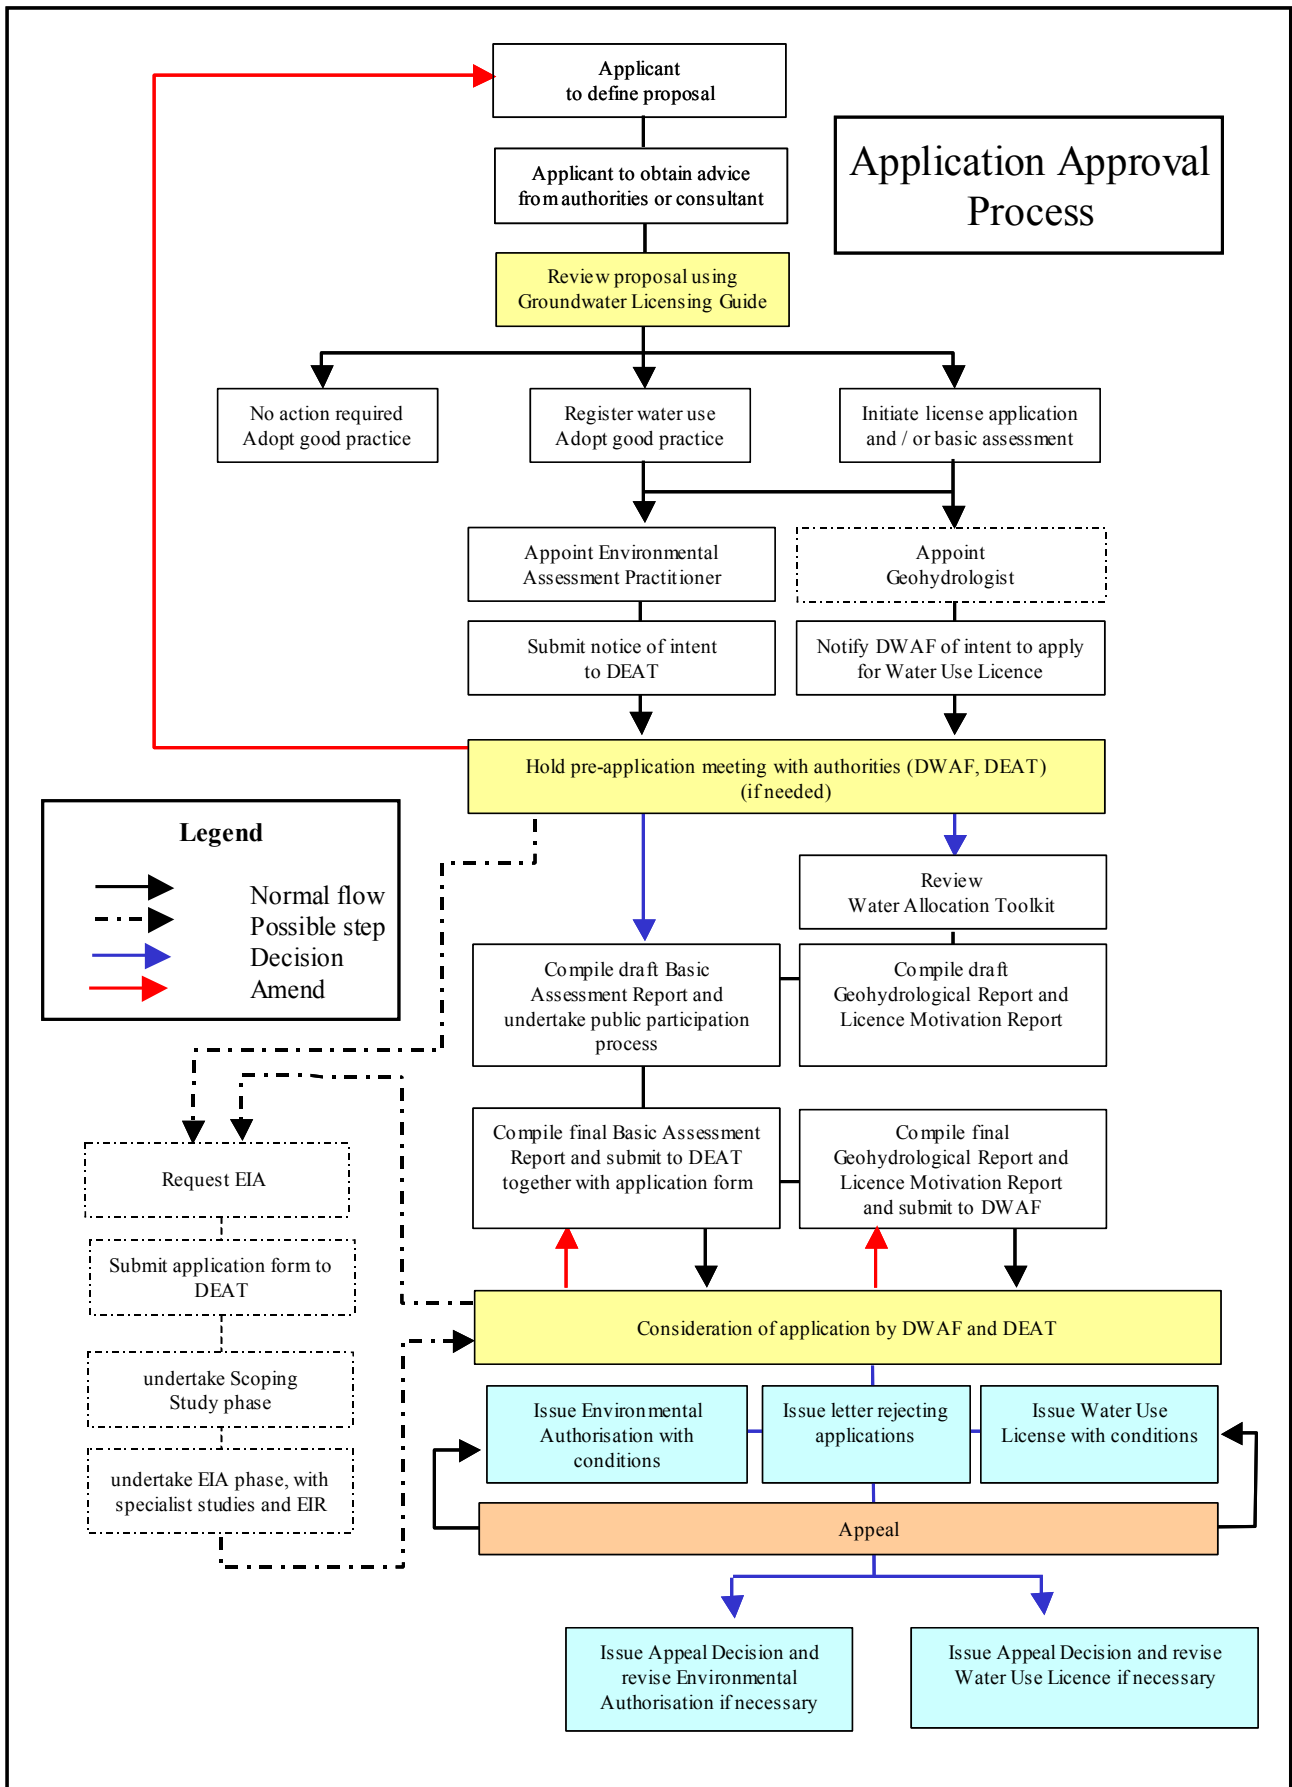 Applicant
to define proposal
Application Approval
Process
Applicant to obtain advice
from authorities or consultant
Review proposal using
Groundwater Licensing Guide
No action required
Adopt good practice
Register water use
Adopt good practice
Initiate license application
and / or basic assessment
Appoint Environmental
Assessment Practitioner
Appoint
Geohydrologist
Submit notice of intent
to DEAT
Notify DWAF of intent to apply
for Water Use Licence
Hold pre-application meeting with authorities (DWAF, DEAT)
(if needed)
Legend
Normal flow
Possible step
Decision
Amend
Review
Water Allocation Toolkit
Compile draft Basic
Assessment Report and
undertake public participation
process
Compile draft
Geohydrological Report and
Licence Motivation Report
Compile final Basic Assessment
Report and submit to DEAT
together with application form
Compile final
Geohydrological Report and
Licence Motivation Report
and submit to DWAF
Request EIA
Submit application form to
DEAT
undertake Scoping
Study phase
undertake EIA phase, with
specialist studies and EIR
Consideration of application by DWAF and DEAT
Issue Environmental
Authorisation with
conditions
Issue letter rejecting
applications
Issue Water Use
License with conditions
Appeal
Issue Appeal Decision and
revise Environmental
Authorisation if necessary
Issue Appeal Decision and revise
Water Use Licence if necessary